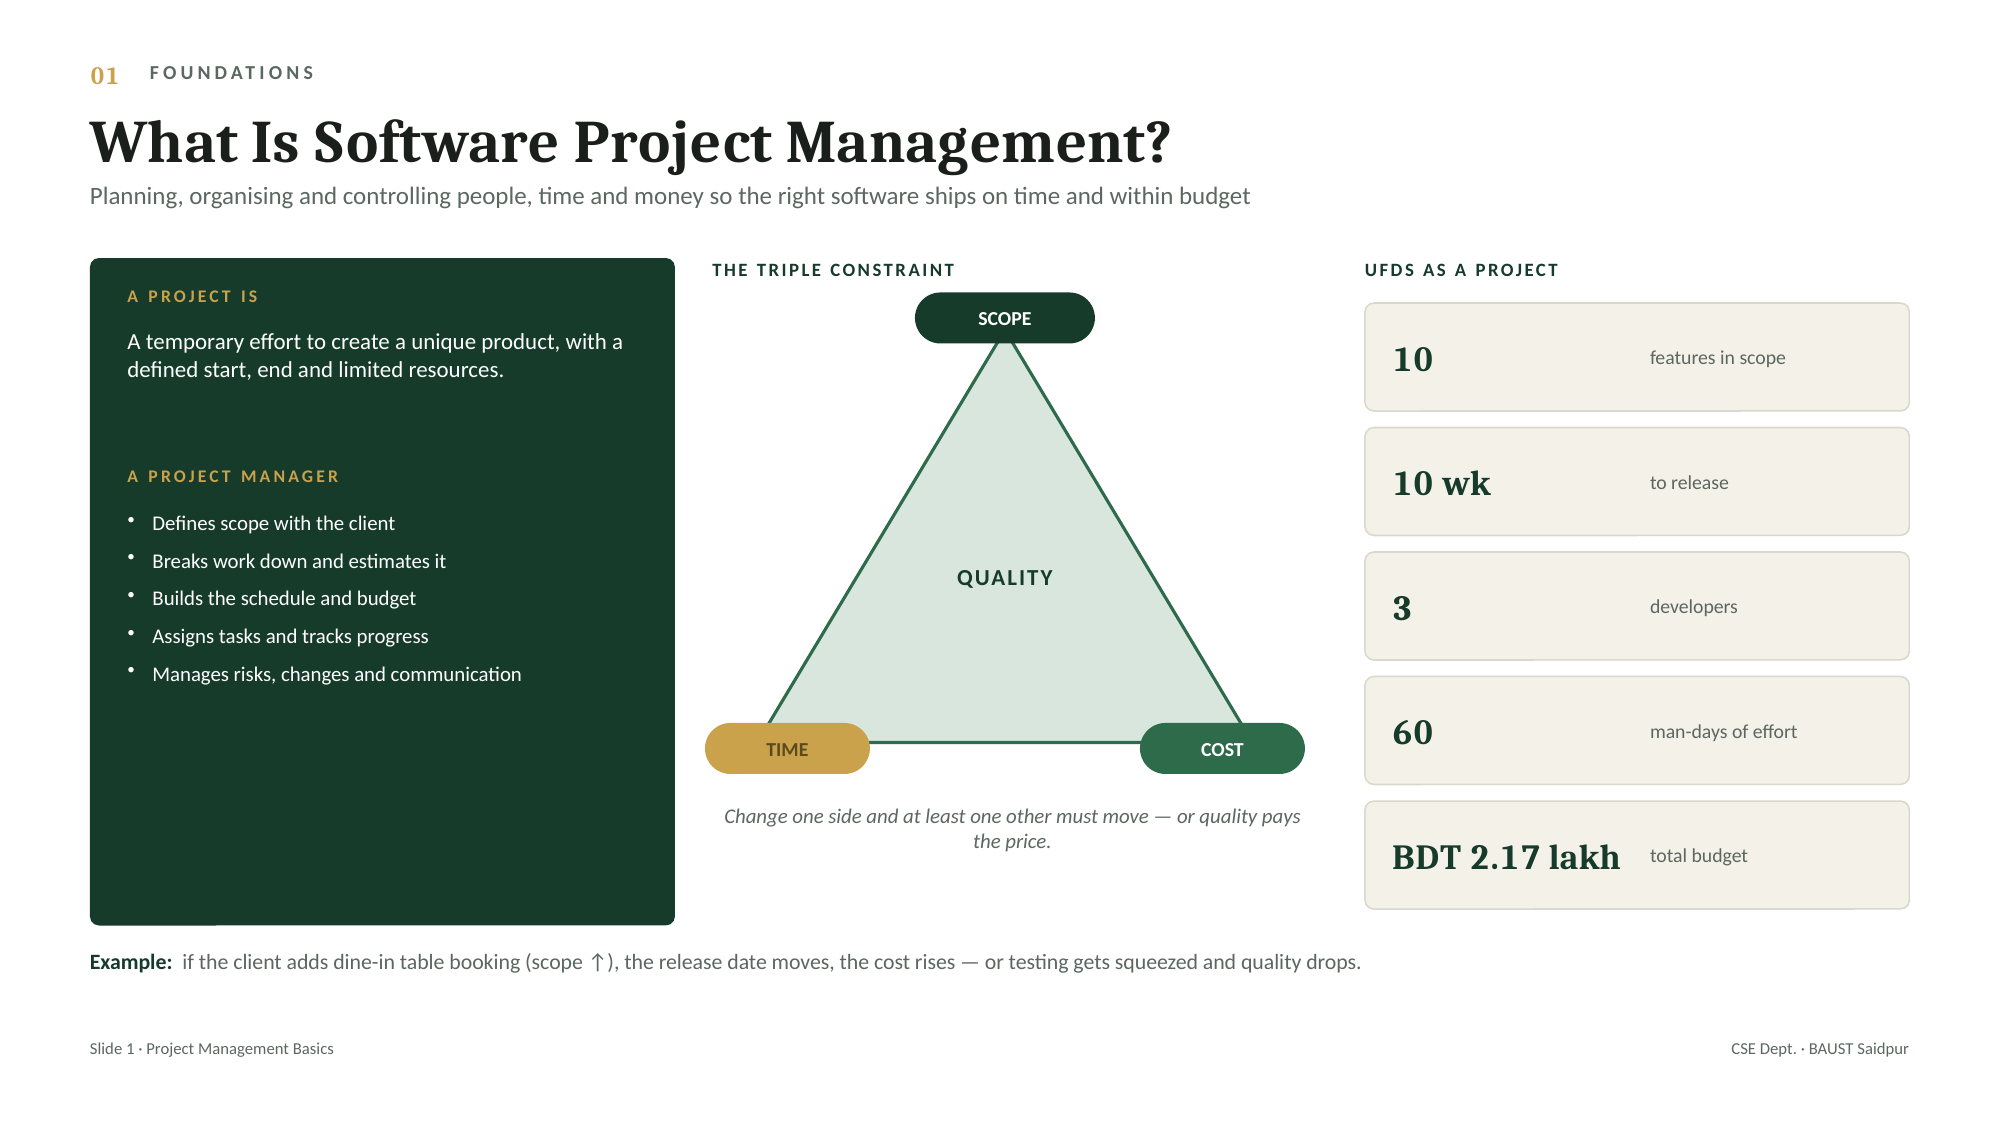 01 FOUNDATIONS
What Is Software Project Management?
Planning, organising and controlling people, time and money so the right software ships on time and within budget
A PROJECT IS
A temporary effort to create a unique product, with a
defined start, end and limited resources.
A PROJECT MANAGER
• Defines scope with the client
• Breaks work down and estimates it
• Builds the schedule and budget
• Assigns tasks and tracks progress
• Manages risks, changes and communication
THE TRIPLE CONSTRAINT
SCOPE
QUALITY
TIME
COST
Change one side and at least one other must move — or quality pays
the price.
UFDS AS A PROJECT
10 features in scope
10 wk to release
3 developers
60 man-days of effort
BDT 2.17 lakh total budget
Example: if the client adds dine-in table booking (scope ↑), the release date moves, the cost rises — or testing gets squeezed and quality drops.
Slide 1 · Project Management Basics
CSE Dept. · BAUST Saidpur